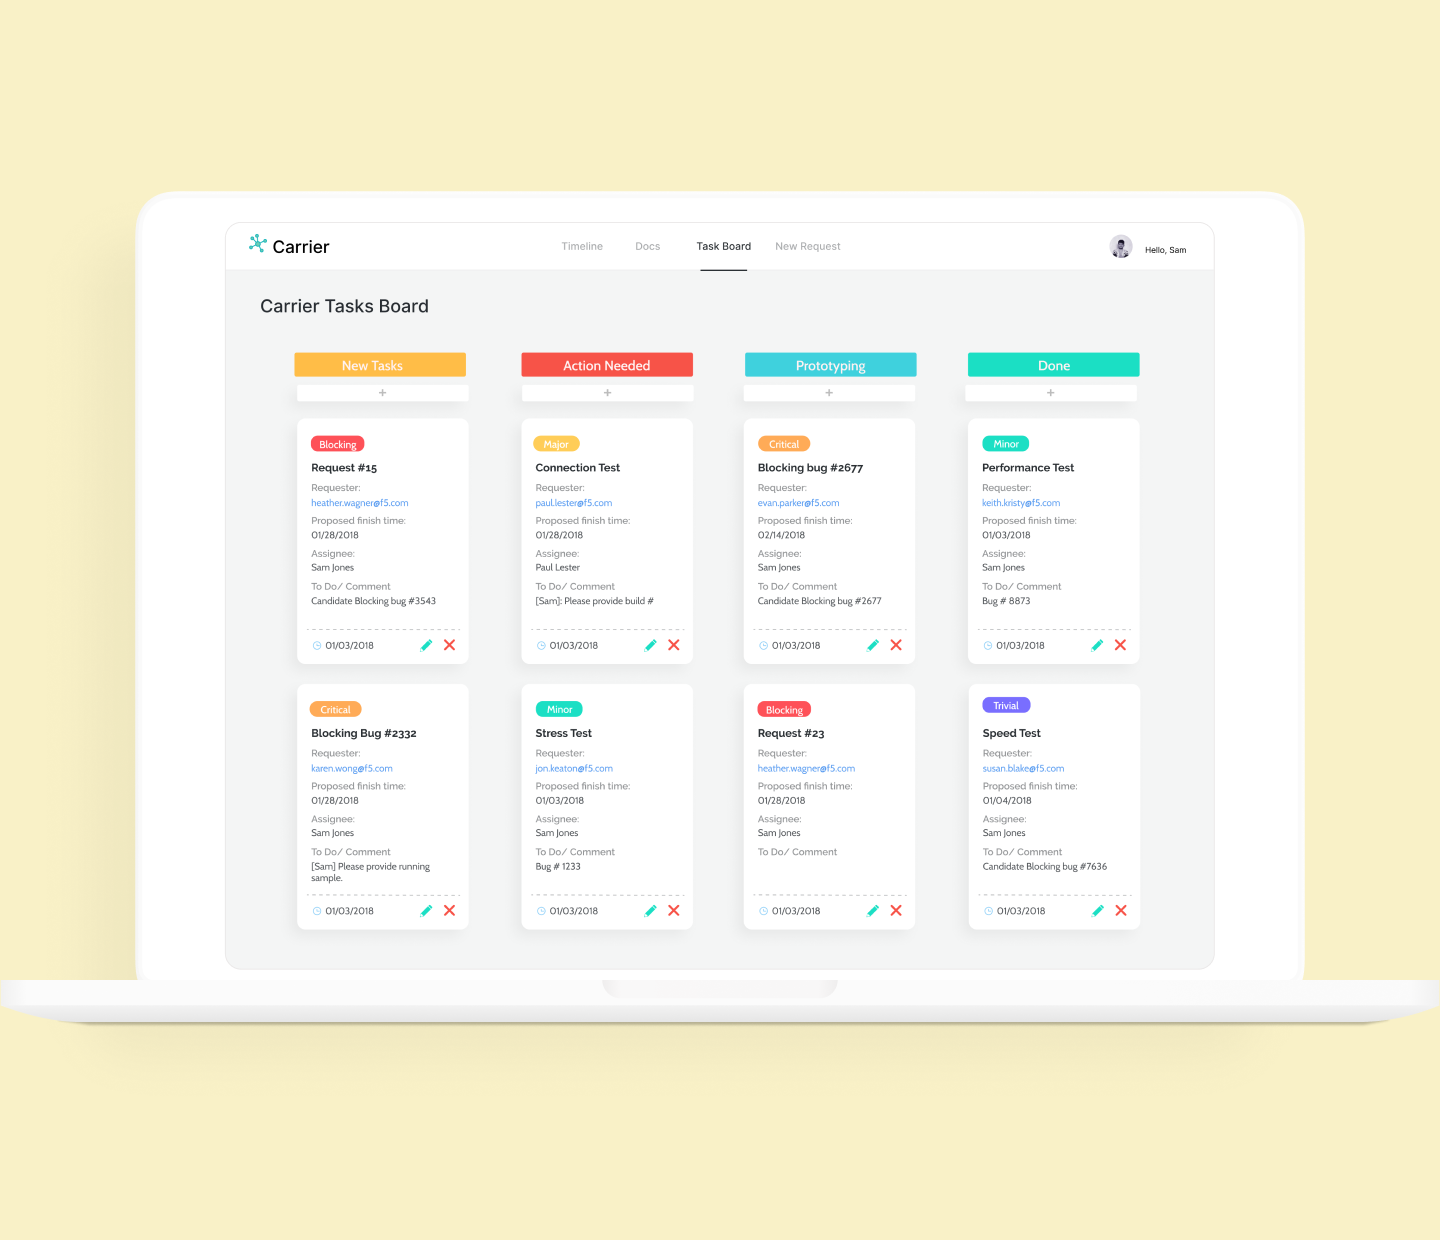 Carrier
Timeline
Docs
Task Board
New Request
Hello, Sam
Carrier Tasks Board
New Tasks
+
Blocking
Request #15
Requester:
heather.wagner@f5.com
Proposed finish time:
01/28/2018
Assignee:
Sam Jones
To Do/ Comment
Candidate Blocking bug #3543
01/03/2018
Critical
Blocking Bug #2332
Requester:
karen.wong@f5.com
Proposed finish time:
01/28/2018
Assignee:
Sam Jones
To Do/ Comment
[Sam] Please provide running
sample.
01/03/2018
Action Needed
+
Major
Connection Test
Requester:
paul.lester@f5.com
Proposed finish time:
01/28/2018
Assignee:
Paul Lester
To Do/ Comment
[Sam]: Please provide build #
01/03/2018
Minor
Stress Test
Requester:
jon.keaton@f5.com
Proposed finish time:
01/03/2018
Assignee:
Sam Jones
To Do/ Comment
Bug # 1233
01/03/2018
Prototyping
+
Critical
Blocking bug #2677
Requester:
evan.parker@f5.com
Proposed finish time:
02/14/2018
Assignee:
Sam Jones
To Do/ Comment
Candidate Blocking bug #2677
01/03/2018
Blocking
Request #23
Requester:
heather.wagner@f5.com
Proposed finish time:
01/28/2018
Assignee:
Sam Jones
To Do/ Comment
01/03/2018
Done
+
Minor
Performance Test
Requester:
keith.kristy@f5.com
Proposed finish time:
01/03/2018
Assignee:
Sam Jones
To Do/ Comment
Bug # 8873
01/03/2018
Trivial
Speed Test
Requester:
susan.blake@f5.com
Proposed finish time:
01/04/2018
Assignee:
Sam Jones
To Do/ Comment
Candidate Blocking bug #7636
01/03/2018